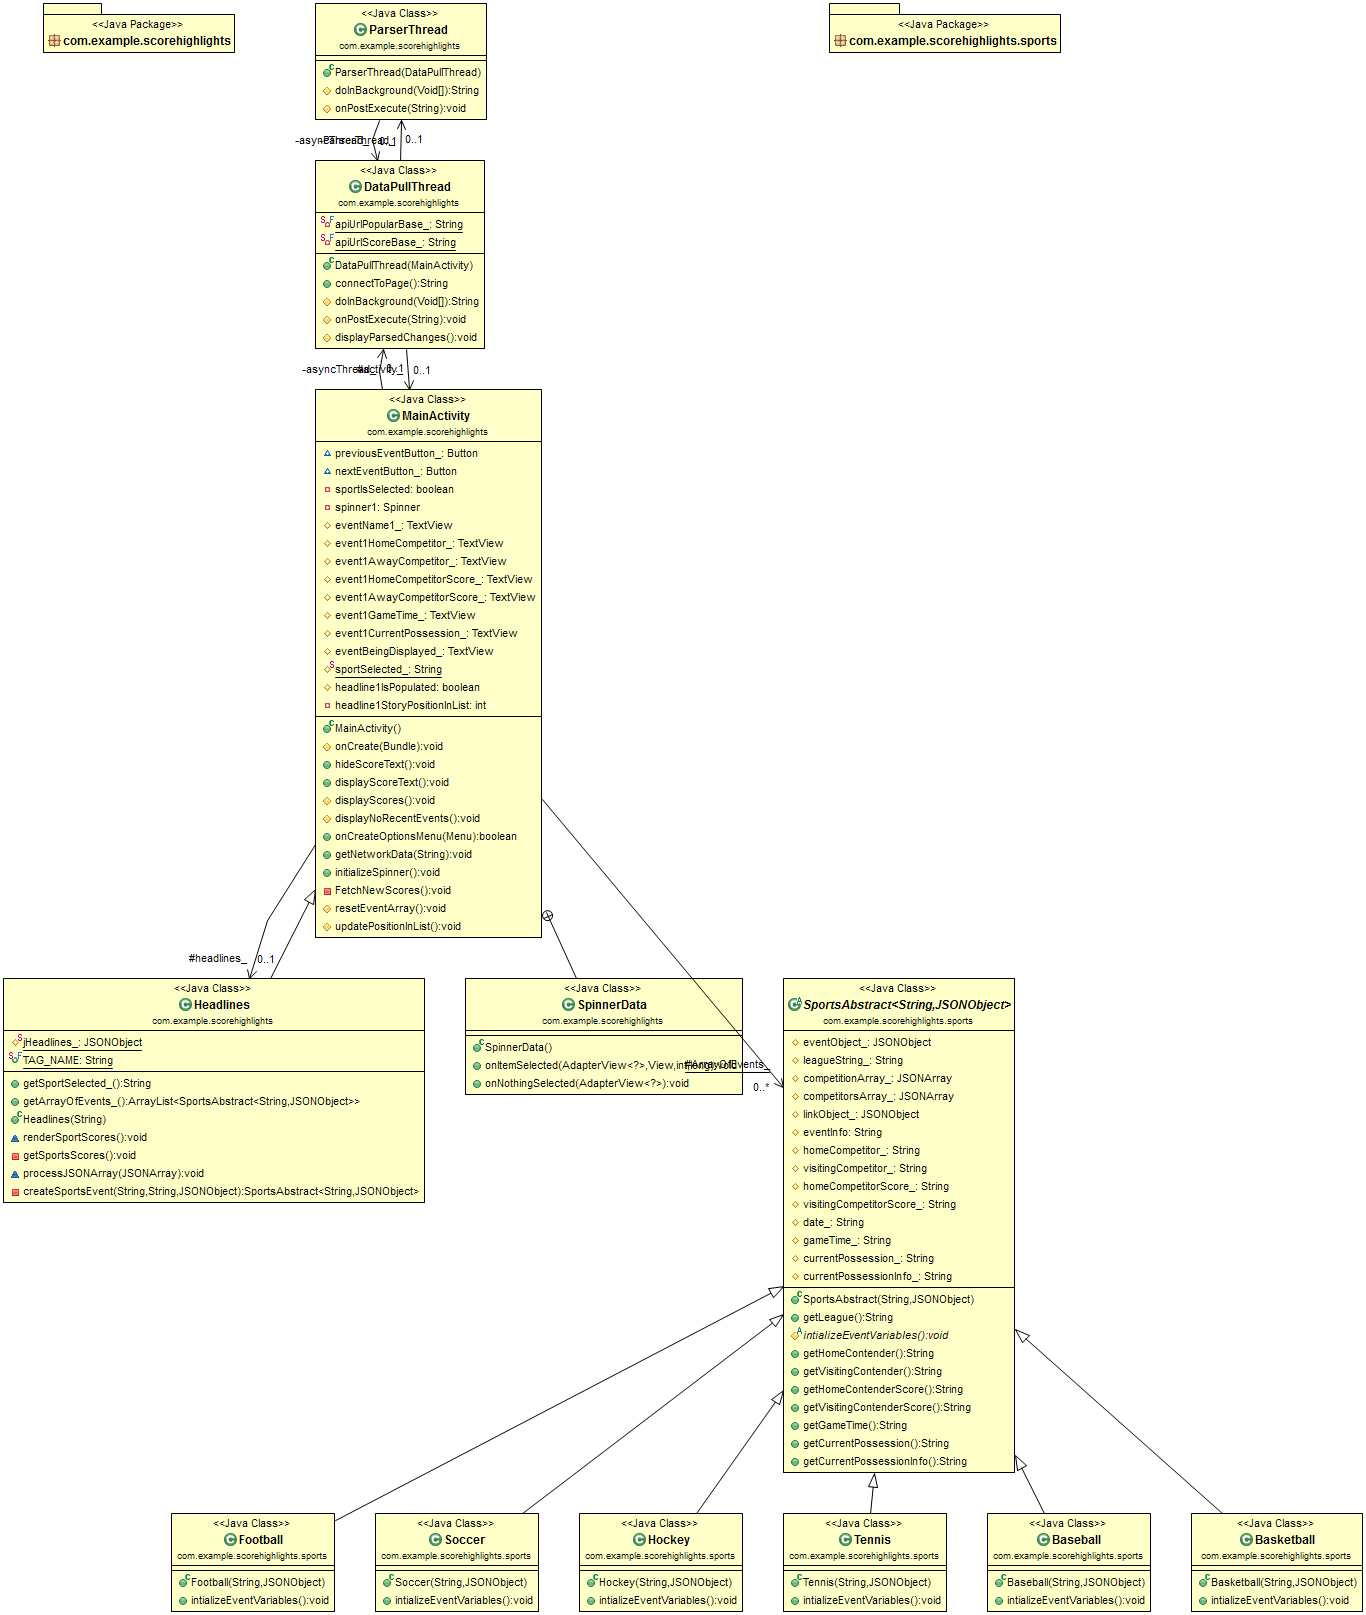 <<Java Package>>
com.example.scorehighlights
<<Java Class>>
ParserThread
com.example.scorehighlights
ParserThread(DataPullThread)
doInBackground(Void[]):String
onPostExecute(String):void
<<Java Package>>
com.example.scorehighlights.sports
0..1
0..1
<<Java Class>>
DataPullThread
com.example.scorehighlights
apiUrlPopularBase_: String
apiUrlScoreBase_: String
DataPullThread(MainActivity)
connectToPage():String
doInBackground(Void[]):String
onPostExecute(String):void
displayParsedChanges():void
0..1
0..1
<<Java Class>>
MainActivity
com.example.scorehighlights
previousEventButton_: Button
nextEventButton_: Button
sportIsSelected: boolean
spinner1: Spinner
eventName1_: TextView
event1HomeCompetitor_: TextView
event1AwayCompetitor_: TextView
event1HomeCompetitorScore_: TextView
event1AwayCompetitorScore_: TextView
event1GameTime_: TextView
event1CurrentPossession_: TextView
eventBeingDisplayed_: TextView
sportSelected_: String
headline1IsPopulated: boolean
headline1StoryPositionInList: int
MainActivity()
onCreate(Bundle):void
hideScoreText():void
displayScoreText():void
displayScores():void
displayNoRecentEvents():void
onCreateOptionsMenu(Menu):boolean
getNetworkData(String):void
initializeSpinner():void
FetchNewScores():void
resetEventArray():void
updatePositionInList():void
#headlines_
0..1
<<Java Class>>
Headlines
com.example.scorehighlights
jHeadlines_: JSONObject
TAG_NAME: String
getSportSelected_():String
getArrayOfEvents_():ArrayList<SportsAbstract<String,JSONObject>>
Headlines(String)
renderSportScores():void
getSportsScores():void
processJSONArray(JSONArray):void
createSportsEvent(String,String,JSONObject):SportsAbstract<String,JSONObject>
<<Java Class>>
SpinnerData
com.example.scorehighlights
SpinnerData()
onItemSelected(AdapterView<?>,View,int,long):void
onNothingSelected(AdapterView<?>):void
#ArrayOfEvents_
0..*
<<Java Class>>
SportsAbstract<String,JSONObject>
com.example.scorehighlights.sports
eventObject_: JSONObject
leagueString_: String
competitionArray_: JSONArray
competitorsArray_: JSONArray
linkObject_: JSONObject
eventInfo: String
homeCompetitor_: String
visitingCompetitor_: String
homeCompetitorScore_: String
visitingCompetitorScore_: String
date_: String
gameTime_: String
currentPossession_: String
currentPossessionInfo_: String
SportsAbstract(String,JSONObject)
getLeague():String
intializeEventVariables():void
getHomeContender():String
getVisitingContender():String
getHomeContenderScore():String
getVisitingContenderScore():String
getGameTime():String
getCurrentPossession():String
getCurrentPossessionInfo():String
<<Java Class>>
Football
com.example.scorehighlights.sports
Football(String,JSONObject)
intializeEventVariables():void
<<Java Class>>
Soccer
com.example.scorehighlights.sports
Soccer(String,JSONObject)
intializeEventVariables():void
<<Java Class>>
Hockey
com.example.scorehighlights.sports
Hockey(String,JSONObject)
intializeEventVariables():void
<<Java Class>>
Tennis
com.example.scorehighlights.sports
Tennis(String,JSONObject)
intializeEventVariables():void
<<Java Class>>
Baseball
com.example.scorehighlights.sports
Baseball(String,JSONObject)
intializeEventVariables():void
<<Java Class>>
Basketball
com.example.scorehighlights.sports
Basketball(String,JSONObject)
intializeEventVariables():void